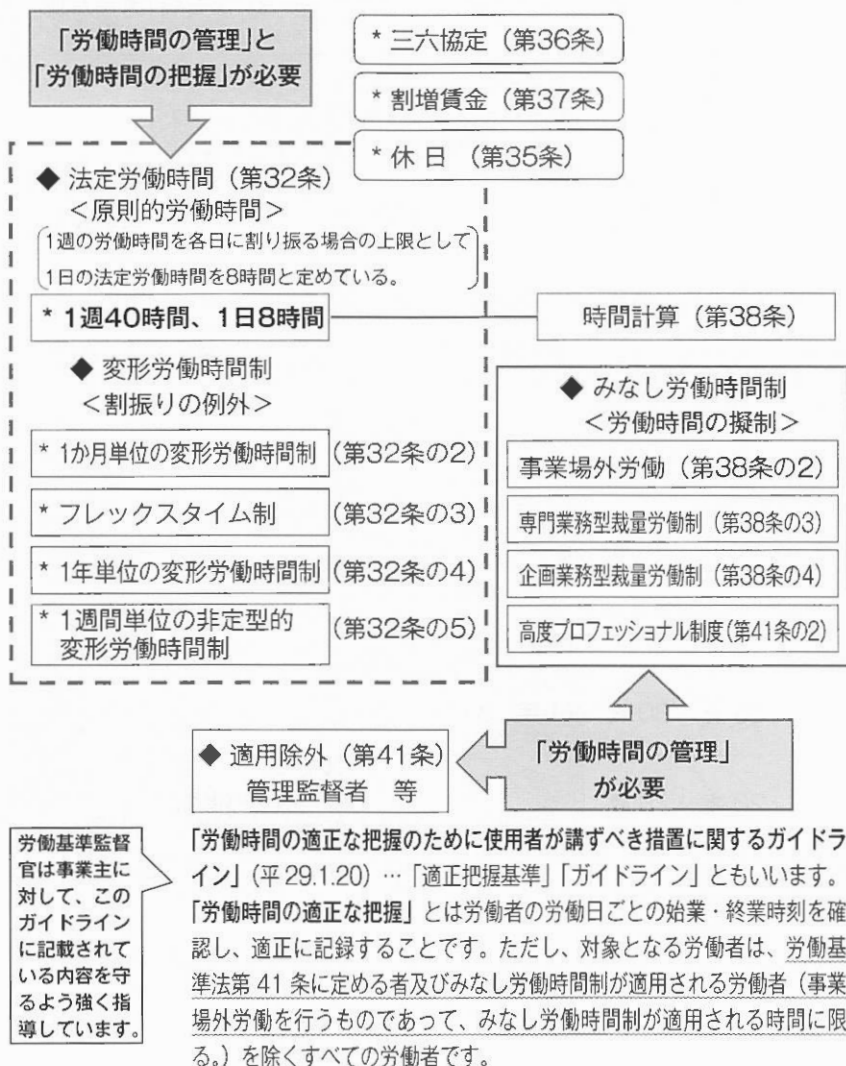 「労働時間の管理」と
「労働時間の把握」が必要
* 三六協定（第36条）
* 割増賃金（第37条）
* 休 日 （第35条）
◆ 法定労働時間（第32条）
＜原則的労働時間＞
1週の労働時間を各日に割り振る場合の上限として
1日の法定労働時間を8時間と定めている。
* 1週40時間、1日8時間
時間計算（第38条）
◆ 変形労働時間制
＜割振りの例外＞
* 1か月単位の変形労働時間制 (第32条の2)
* フレックスタイム制 (第32条の3)
* 1年単位の変形労働時間制 (第32条の4)
* 1週間単位の非定型的
変形労働時間制 (第32条の5)
◆ みなし労働時間制
＜労働時間の擬制＞
事業場外労働（第38条の2）
専門業務型裁量労働制（第38条の3）
企画業務型裁量労働制（第38条の4）
高度プロフェッショナル制度(第41条の2)
◆ 適用除外（第41条）
管理監督者　等
「労働時間の管理」
が必要
労働基準監督
官は事業主に
対して、この
ガイドライン
に記載されて
いる内容を守
るよう強く指
導しています。
「労働時間の適正な把握のために使用者が講ずべき措置に関するガイドラ
イン」（平 29.1.20）…「適正把握基準」「ガイドライン」ともいいます。
「労働時間の適正な把握」とは労働者の労働日ごとの始業・終業時刻を確
認し、適正に記録することです。ただし、対象となる労働者は、労働基
準法第 41 条に定める者及びみなし労働時間制が適用される労働者（事業
場外労働を行うものであって、みなし労働時間制が適用される時間に限
る。）を除くすべての労働者です。